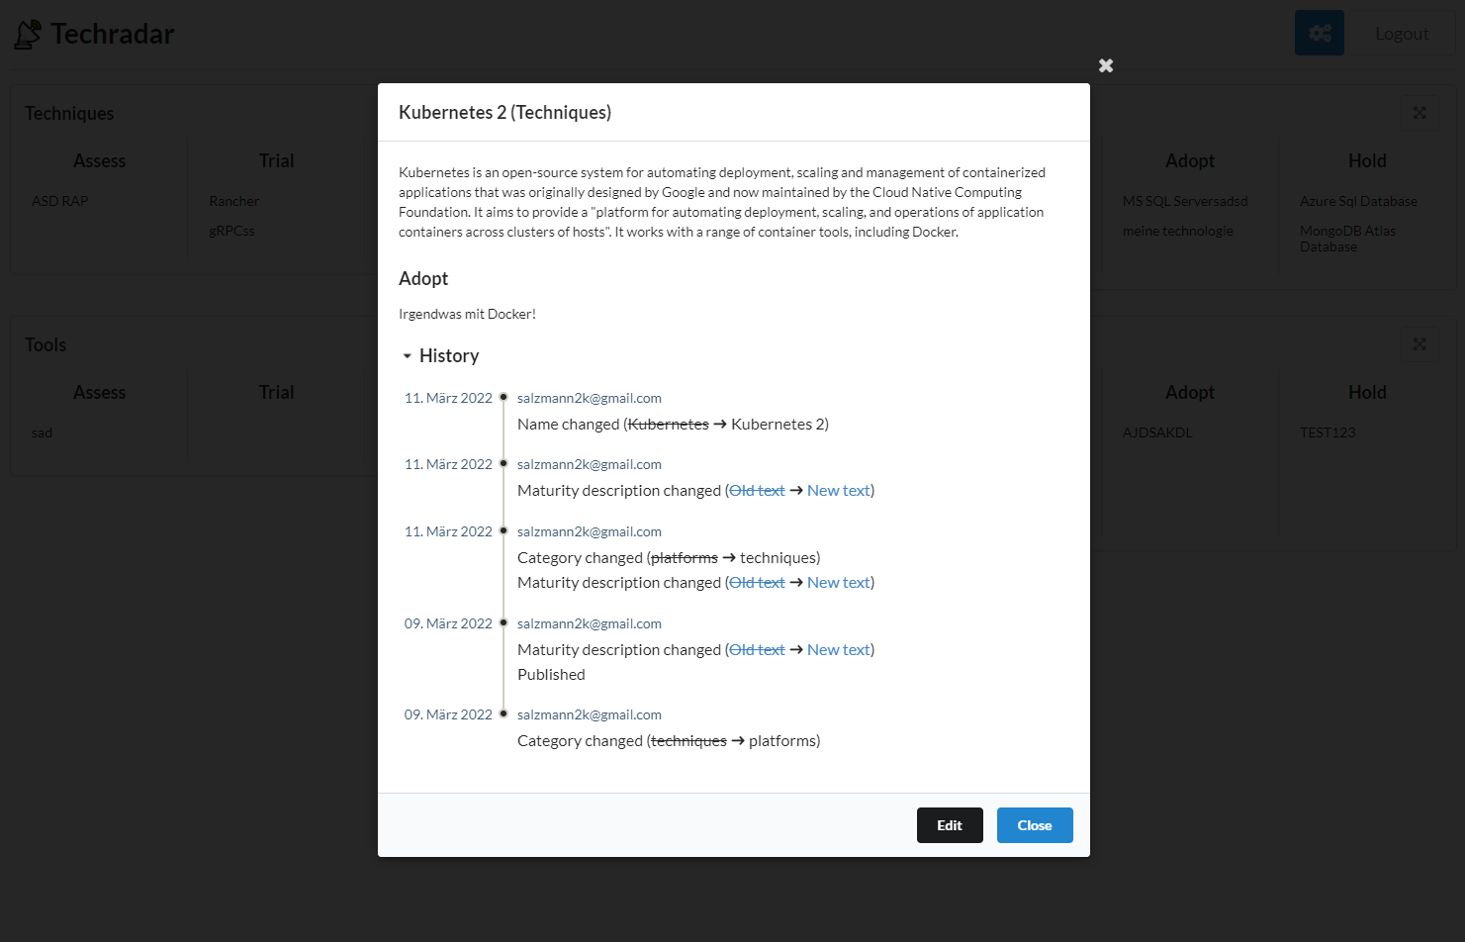 Techradar
Logout
Techniques
Assess
Trial
Adopt
Hold
ASD RAP
Rancher
gRPCss
MS SQL Serversadsd
meine technologie
Azure Sql Database
MongoDB Atlas
Database
Tools
Assess
Trial
Adopt
Hold
sad
AJDSAKDL
TEST123
Kubernetes 2 (Techniques)
Kubernetes is an open-source system for automating deployment, scaling and management of containerized
applications that was originally designed by Google and now maintained by the Cloud Native Computing
Foundation. It aims to provide a "platform for automating deployment, scaling, and operations of application
containers across clusters of hosts". It works with a range of container tools, including Docker.
Adopt
Irgendwas mit Docker!
History
11. März 2022 salzmann2k@gmail.com
Name changed (Kubernetes → Kubernetes 2)
11. März 2022 salzmann2k@gmail.com
Maturity description changed (Old text → New text)
11. März 2022 salzmann2k@gmail.com
Category changed (platforms → techniques)
Maturity description changed (Old text → New text)
09. März 2022 salzmann2k@gmail.com
Maturity description changed (Old text → New text)
Published
09. März 2022 salzmann2k@gmail.com
Category changed (techniques → platforms)
Edit
Close